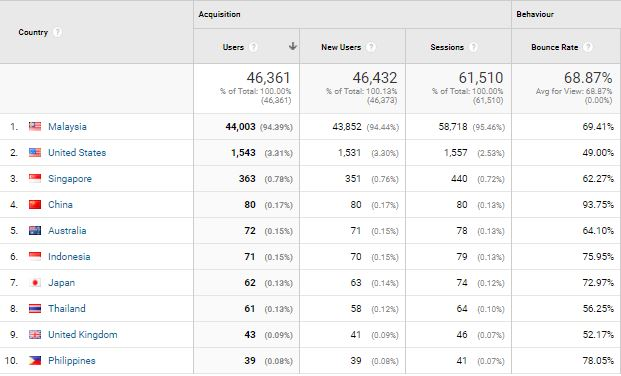 Acquisition Behaviour
Country ?
Users ? New Users ? Sessions ? Bounce Rate ?
46,361 46,432 61,510 68.87%
% of Total: 100.00% % of Total: 100.13% % of Total: 100.00% Avg for View: 68.87%
(46,361) (46,373) (61,510) (0.00%)
1. Malaysia 44,003 (94.39%) 43,852 (94.44%) 58,718 (95.46%) 69.41%
2. United States 1,543 (3.31%) 1,531 (3.30%) 1,557 (2.53%) 49.00%
3. Singapore 363 (0.78%) 351 (0.76%) 440 (0.72%) 62.27%
4. China 80 (0.17%) 80 (0.17%) 80 (0.13%) 93.75%
5. Australia 72 (0.15%) 71 (0.15%) 78 (0.13%) 64.10%
6. Indonesia 71 (0.15%) 70 (0.15%) 79 (0.13%) 75.95%
7. Japan 62 (0.13%) 63 (0.14%) 74 (0.12%) 72.97%
8. Thailand 61 (0.13%) 58 (0.12%) 64 (0.10%) 56.25%
9. United Kingdom 43 (0.09%) 41 (0.09%) 46 (0.07%) 52.17%
10. Philippines 39 (0.08%) 39 (0.08%) 41 (0.07%) 78.05%